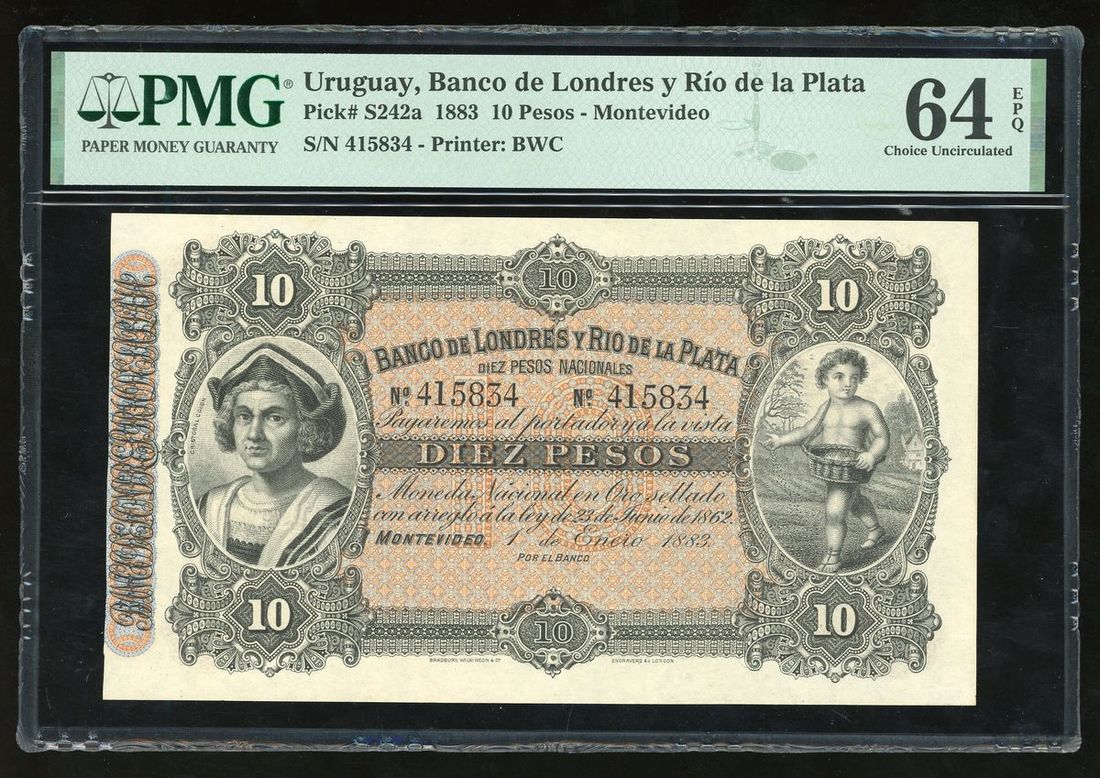 PMG®
PAPER MONEY GUARANTY
Uruguay, Banco de Londres y Río de la Plata
Pick# S242a 1883 10 Pesos - Montevideo
S/N 415834 - Printer: BWC
64
EPQ
Choice Uncirculated
10 10 10
BANCO DE LONDRES Y RIO DE LA PLATA
DIEZ PESOS NACIONALES
Nº 415834 Nº 415834
Pagaremos al portador y a la vista
DIEZ PESOS
Moneda Nacional en Oro sellado
con arreglo á la ley de 23 de Junio de 1862.
MONTEVIDEO, 1º de Enero 1883.
POR EL BANCO
CRISTOBAL COLON
10 10 10
BRADBURY, WILKINSON & Cº ENGRAVERS &c LONDON